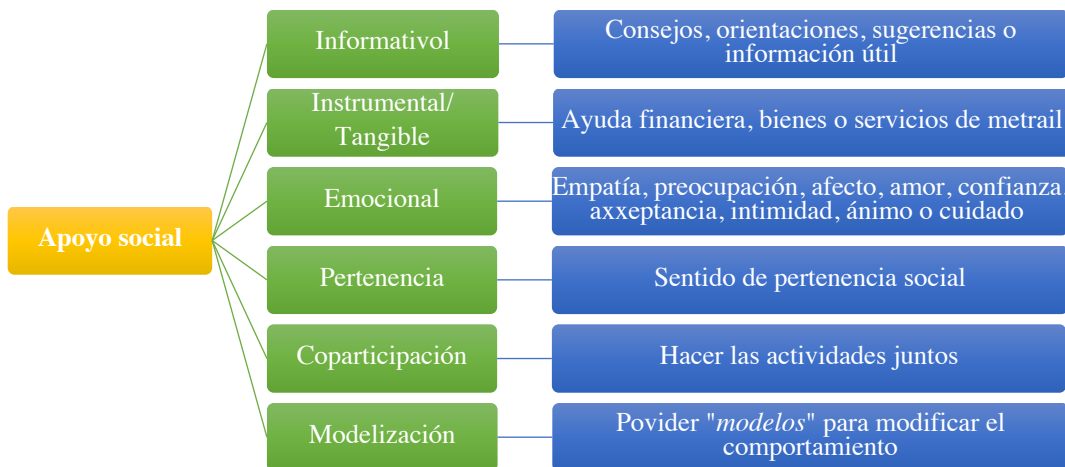 Apoyo social
Informativol
Consejos, orientaciones, sugerencias o
información útil
Instrumental/
Tangible
Ayuda financiera, bienes o servicios de metrail
Emocional
Empatía, preocupación, afecto, amor, confianza,
axxeptancia, intimidad, ánimo o cuidado
Pertenencia
Sentido de pertenencia social
Coparticipación
Hacer las actividades juntos
Modelización
Povider "modelos" para modificar el
comportamiento